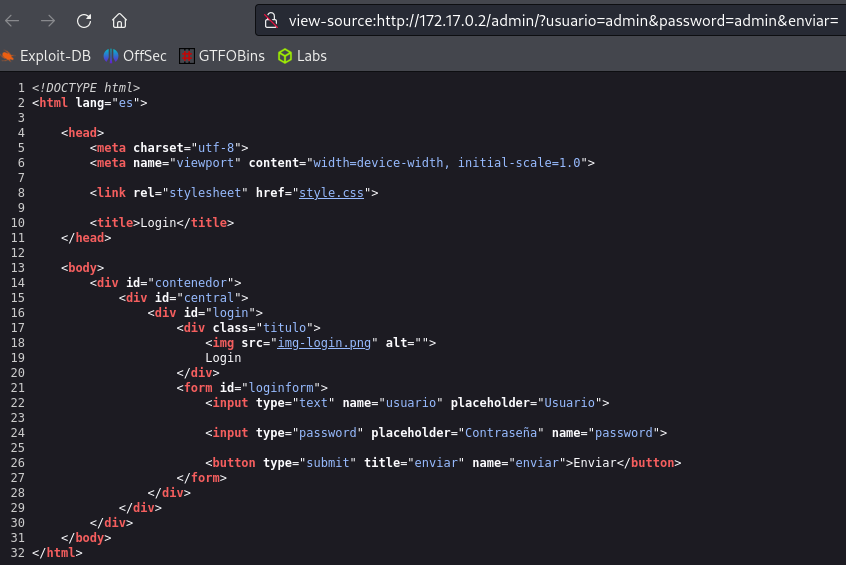 view-source:http://172.17.0.2/admin/?usuario=admin&password=admin&enviar=
Exploit-DB OffSec GTFOBins Labs
1 <!DOCTYPE html>
2 <html lang="es">
3
4 <head>
5 <meta charset="utf-8">
6 <meta name="viewport" content="width=device-width, initial-scale=1.0">
7
8 <link rel="stylesheet" href="style.css">
9
10 <title>Login</title>
11 </head>
12
13 <body>
14 <div id="contenedor">
15 <div id="central">
16 <div id="login">
17 <div class="titulo">
18 <img src="img-login.png" alt="">
19 Login
20 </div>
21 <form id="loginform">
22 <input type="text" name="usuario" placeholder="Usuario">
23
24 <input type="password" placeholder="Contraseña" name="password">
25
26 <button type="submit" title="enviar" name="enviar">Enviar</button>
27 </form>
28 </div>
29 </div>
30 </div>
31 </body>
32 </html>